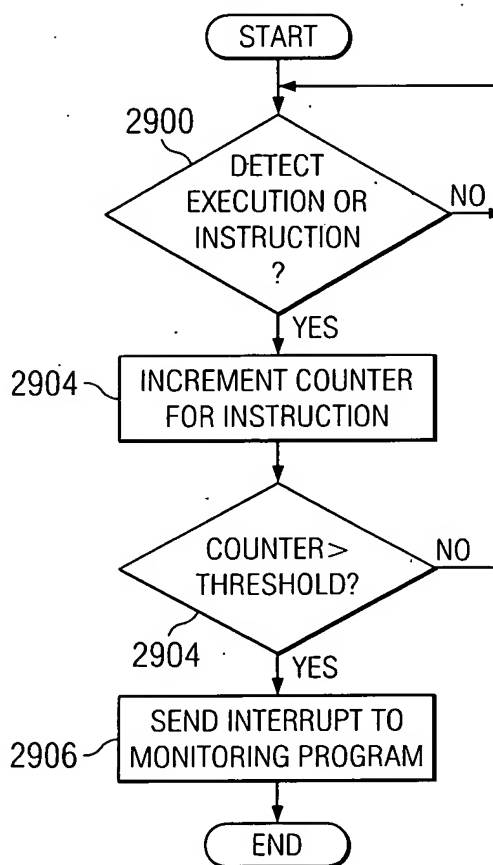 START
2900
DETECT
EXECUTION OR
INSTRUCTION
?
NO
YES
2904
INCREMENT COUNTER
FOR INSTRUCTION
COUNTER>
THRESHOLD?
NO
2904
YES
2906
SEND INTERRUPT TO
MONITORING PROGRAM
END